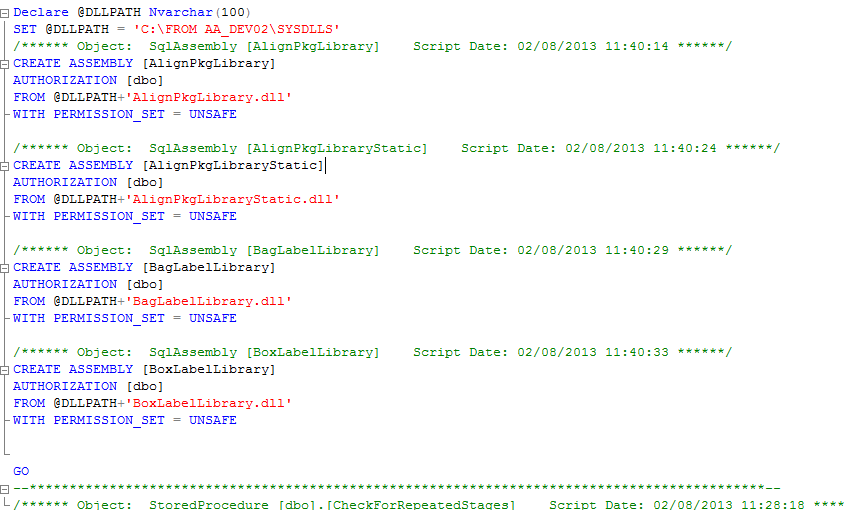 Declare @DLLPATH Nvarchar(100)
SET @DLLPATH = 'C:\FROM AA_DEV02\SYSDLLS'
/****** Object:  SqlAssembly [AlignPkgLibrary]    Script Date: 02/08/2013 11:40:14 ******/
CREATE ASSEMBLY [AlignPkgLibrary]
AUTHORIZATION [dbo]
FROM @DLLPATH+'AlignPkgLibrary.dll'
WITH PERMISSION_SET = UNSAFE
/****** Object:  SqlAssembly [AlignPkgLibraryStatic]    Script Date: 02/08/2013 11:40:24 ******/
CREATE ASSEMBLY [AlignPkgLibraryStatic]
AUTHORIZATION [dbo]
FROM @DLLPATH+'AlignPkgLibraryStatic.dll'
WITH PERMISSION_SET = UNSAFE
/****** Object:  SqlAssembly [BagLabelLibrary]    Script Date: 02/08/2013 11:40:29 ******/
CREATE ASSEMBLY [BagLabelLibrary]
AUTHORIZATION [dbo]
FROM @DLLPATH+'BagLabelLibrary.dll'
WITH PERMISSION_SET = UNSAFE
/****** Object:  SqlAssembly [BoxLabelLibrary]    Script Date: 02/08/2013 11:40:33 ******/
CREATE ASSEMBLY [BoxLabelLibrary]
AUTHORIZATION [dbo]
FROM @DLLPATH+'BoxLabelLibrary.dll'
WITH PERMISSION_SET = UNSAFE
GO
--********************************************************************************************--
/****** Object:  StoredProcedure [dbo].[CheckForRepeatedStages]    Script Date: 02/08/2013 11:28:18 ****